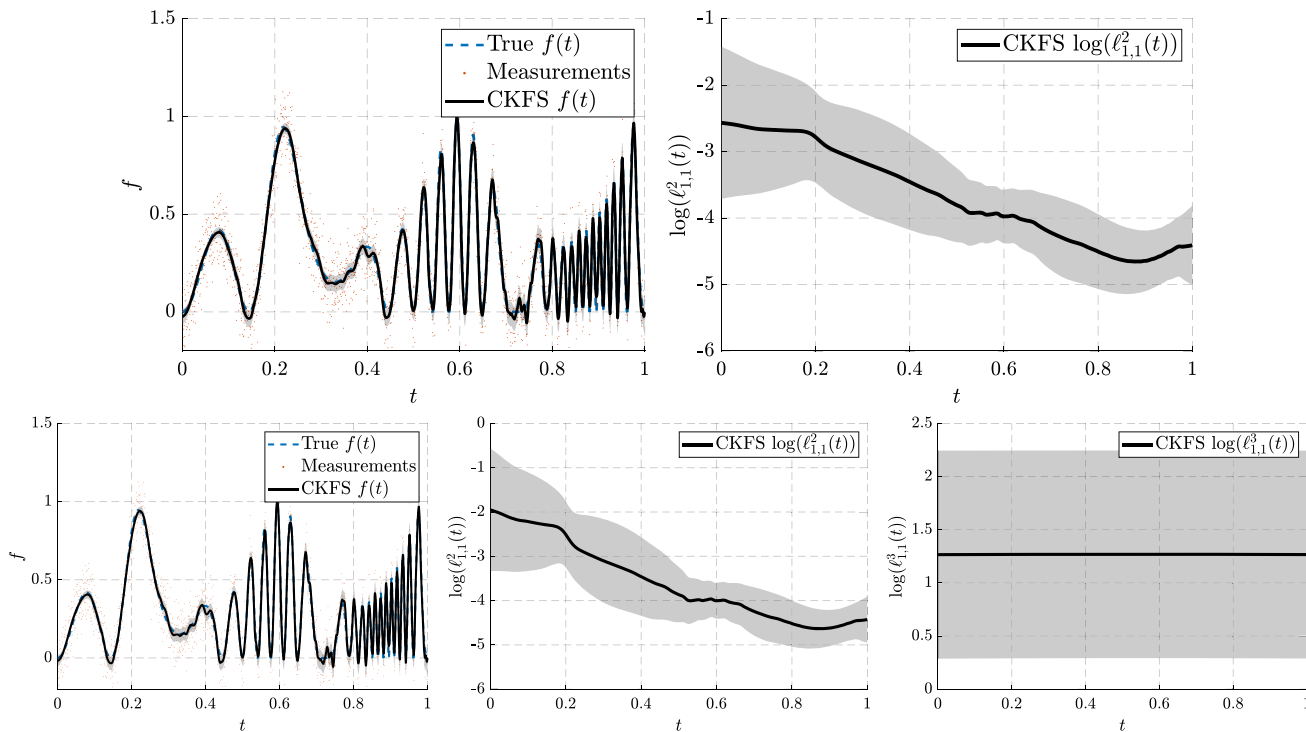 1.5
1
0.5
0
f
0 0.2 0.4 0.6 0.8 1
t
True f(t)
Measurements
CKFS f(t)
-1
-2
-3
-4
-5
-6
log(ℓ²₁,₁(t))
0 0.2 0.4 0.6 0.8 1
t
CKFS log(ℓ²₁,₁(t))
1.5
1
0.5
0
f
0 0.2 0.4 0.6 0.8 1
t
True f(t)
Measurements
CKFS f(t)
0
-1
-2
-3
-4
-5
-6
log(ℓ²₁,₁(t))
0 0.2 0.4 0.6 0.8 1
t
CKFS log(ℓ²₁,₁(t))
2.5
2
1.5
1
0.5
0
log(ℓ³₁,₁(t))
0 0.2 0.4 0.6 0.8 1
t
CKFS log(ℓ³₁,₁(t))